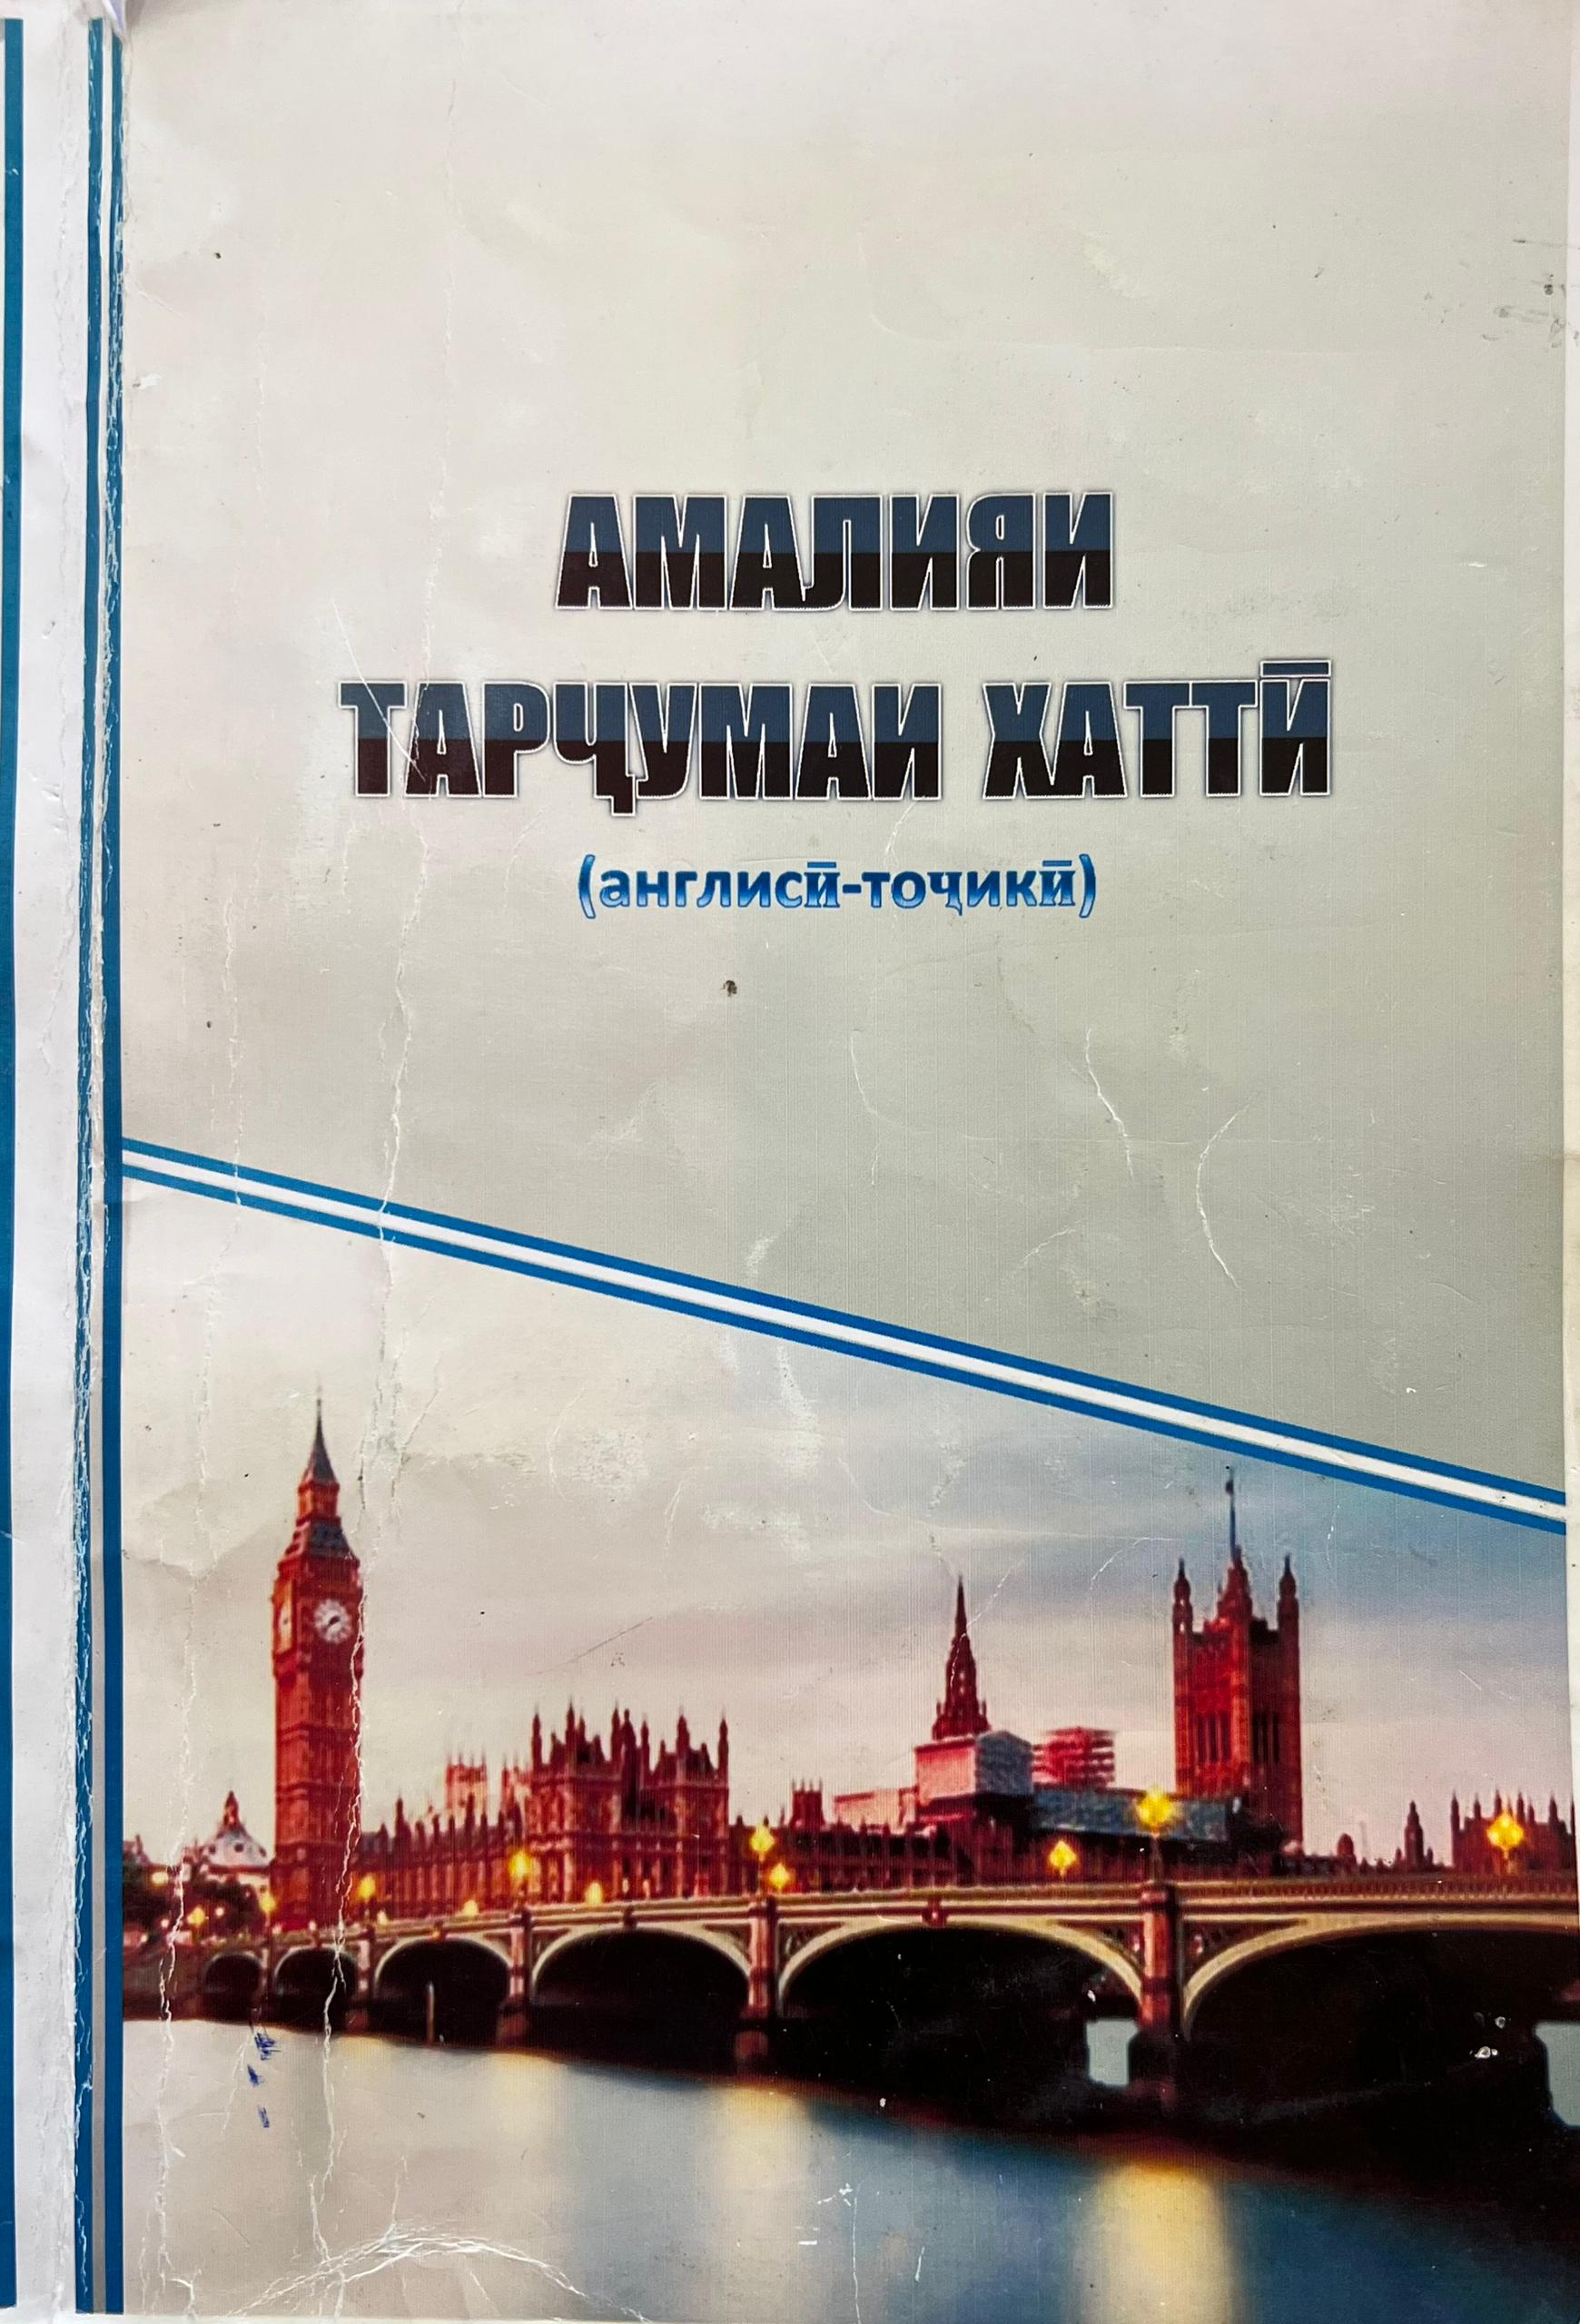 АМАЛИЯИ
ТАРҶУМАИ ХАТТӢ
(англисӣ-тоҷикӣ)